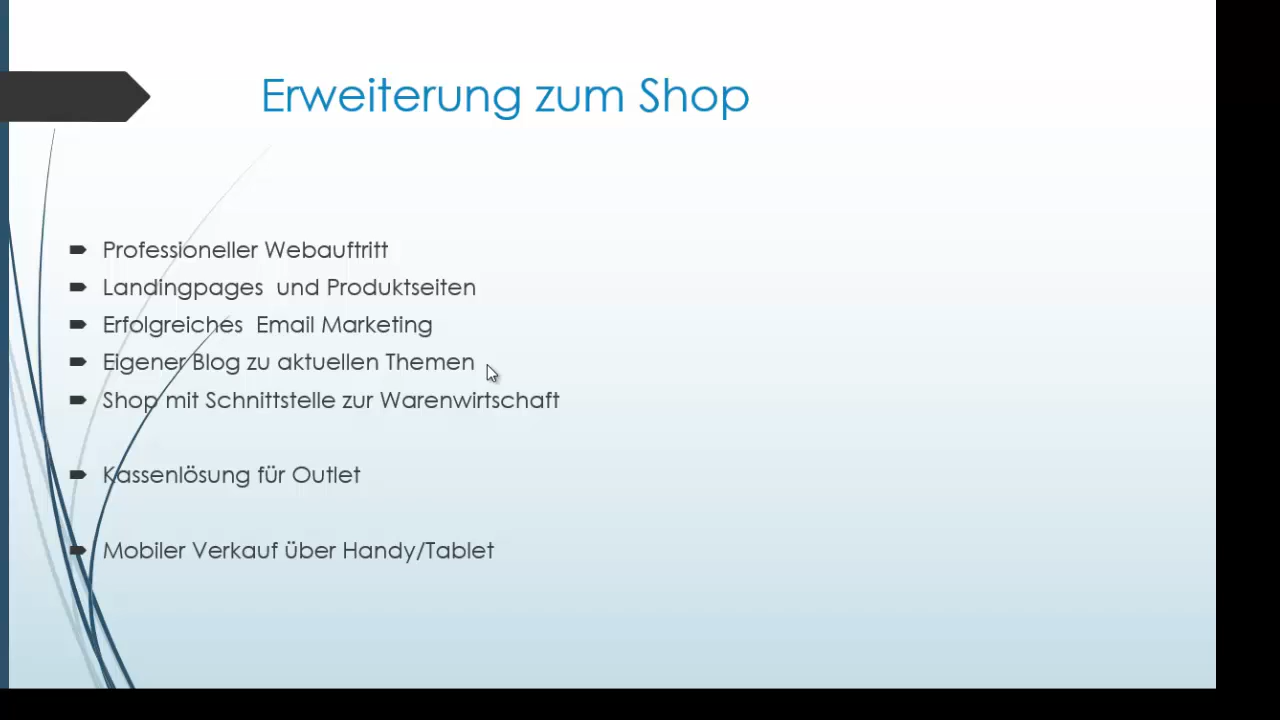 Erweiterung zum Shop
Professioneller Webauftritt
Landingpages und Produktseiten
Erfolgreiches Email Marketing
Eigener Blog zu aktuellen Themen
Shop mit Schnittstelle zur Warenwirtschaft
Kassenlösung für Outlet
Mobiler Verkauf über Handy/Tablet